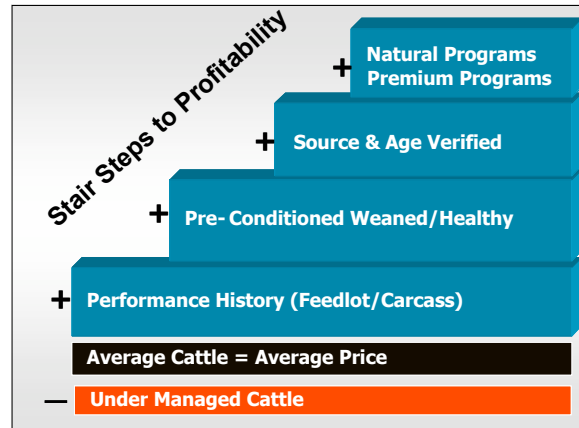 Stair Steps to Profitability
+ Natural Programs
Premium Programs
+ Source & Age Verified
+ Pre-Conditioned Weaned/Healthy
+ Performance History (Feedlot/Carcass)
Average Cattle = Average Price
— Under Managed Cattle